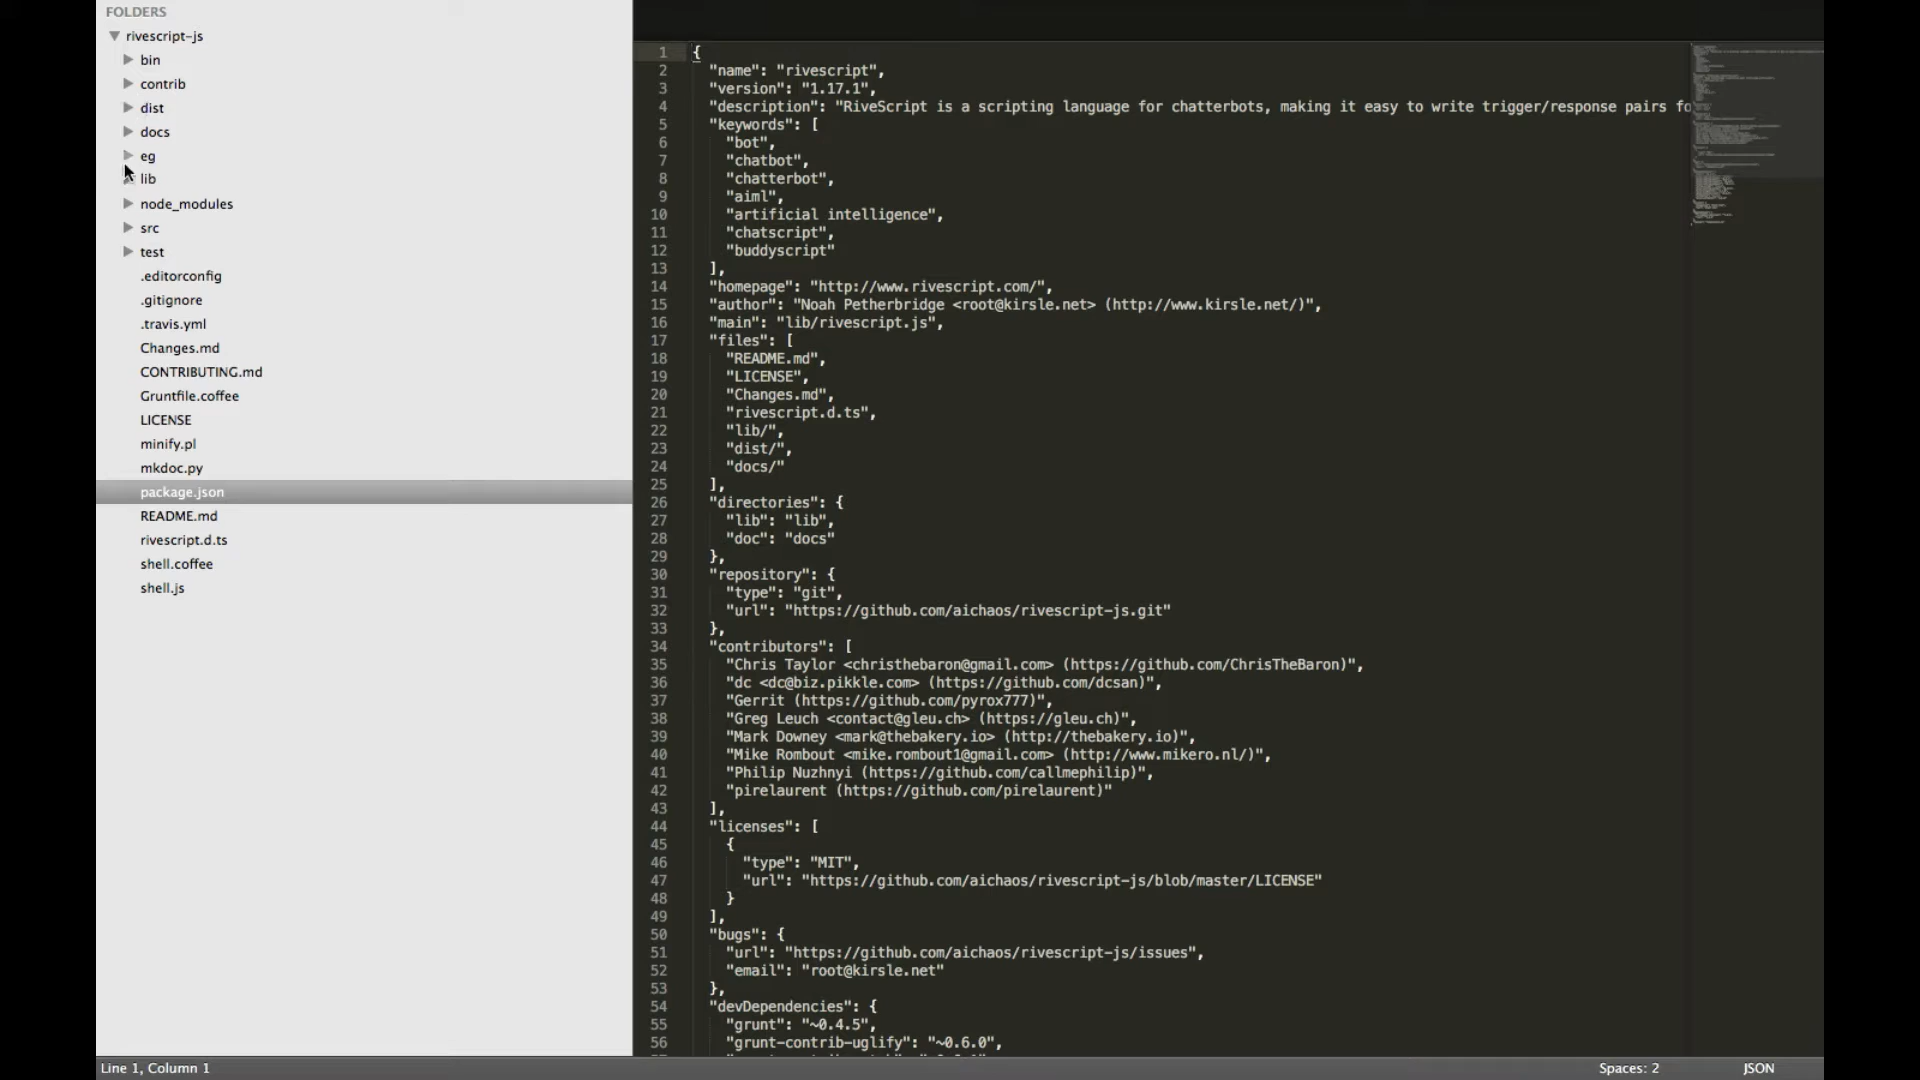 FOLDERS
rivescript-js
bin
contrib
dist
docs
eg
lib
node_modules
src
test
.editorconfig
.gitignore
.travis.yml
Changes.md
CONTRIBUTING.md
Gruntfile.coffee
LICENSE
minify.pl
mkdoc.py
package.json
README.md
rivescript.d.ts
shell.coffee
shell.js
1 {
2 "name": "rivescript",
3 "version": "1.17.1",
4 "description": "RiveScript is a scripting language for chatterbots, making it easy to write trigger/response pairs fo
5 "keywords": [
6 "bot",
7 "chatbot",
8 "chatterbot",
9 "aiml",
10 "artificial intelligence",
11 "chatscript",
12 "buddyscript"
13 ],
14 "homepage": "http://www.rivescript.com/",
15 "author": "Noah Petherbridge <root@kirsle.net> (http://www.kirsle.net/)",
16 "main": "lib/rivescript.js",
17 "files": [
18 "README.md",
19 "LICENSE",
20 "Changes.md",
21 "rivescript.d.ts",
22 "lib/",
23 "dist/",
24 "docs/"
25 ],
26 "directories": {
27 "lib": "lib",
28 "doc": "docs"
29 },
30 "repository": {
31 "type": "git",
32 "url": "https://github.com/aichaos/rivescript-js.git"
33 },
34 "contributors": [
35 "Chris Taylor <christhebaron@gmail.com> (https://github.com/ChrisTheBaron)",
36 "dc <dc@biz.pikkle.com> (https://github.com/dcsan)",
37 "Gerrit (https://github.com/pyrox777)",
38 "Greg Leuch <contact@gleu.ch> (https://gleu.ch)",
39 "Mark Downey <mark@thebakery.io> (http://thebakery.io)",
40 "Mike Rombout <mike.rombout1@gmail.com> (http://www.mikero.nl/)",
41 "Philip Nuzhnyi (https://github.com/callmephilip)",
42 "pirelaurent (https://github.com/pirelaurent)"
43 ],
44 "licenses": [
45 {
46 "type": "MIT",
47 "url": "https://github.com/aichaos/rivescript-js/blob/master/LICENSE"
48 }
49 ],
50 "bugs": {
51 "url": "https://github.com/aichaos/rivescript-js/issues",
52 "email": "root@kirsle.net"
53 },
54 "devDependencies": {
55 "grunt": "~0.4.5",
56 "grunt-contrib-uglify": "~0.6.0",
Line 1, Column 1
Spaces: 2
JSON